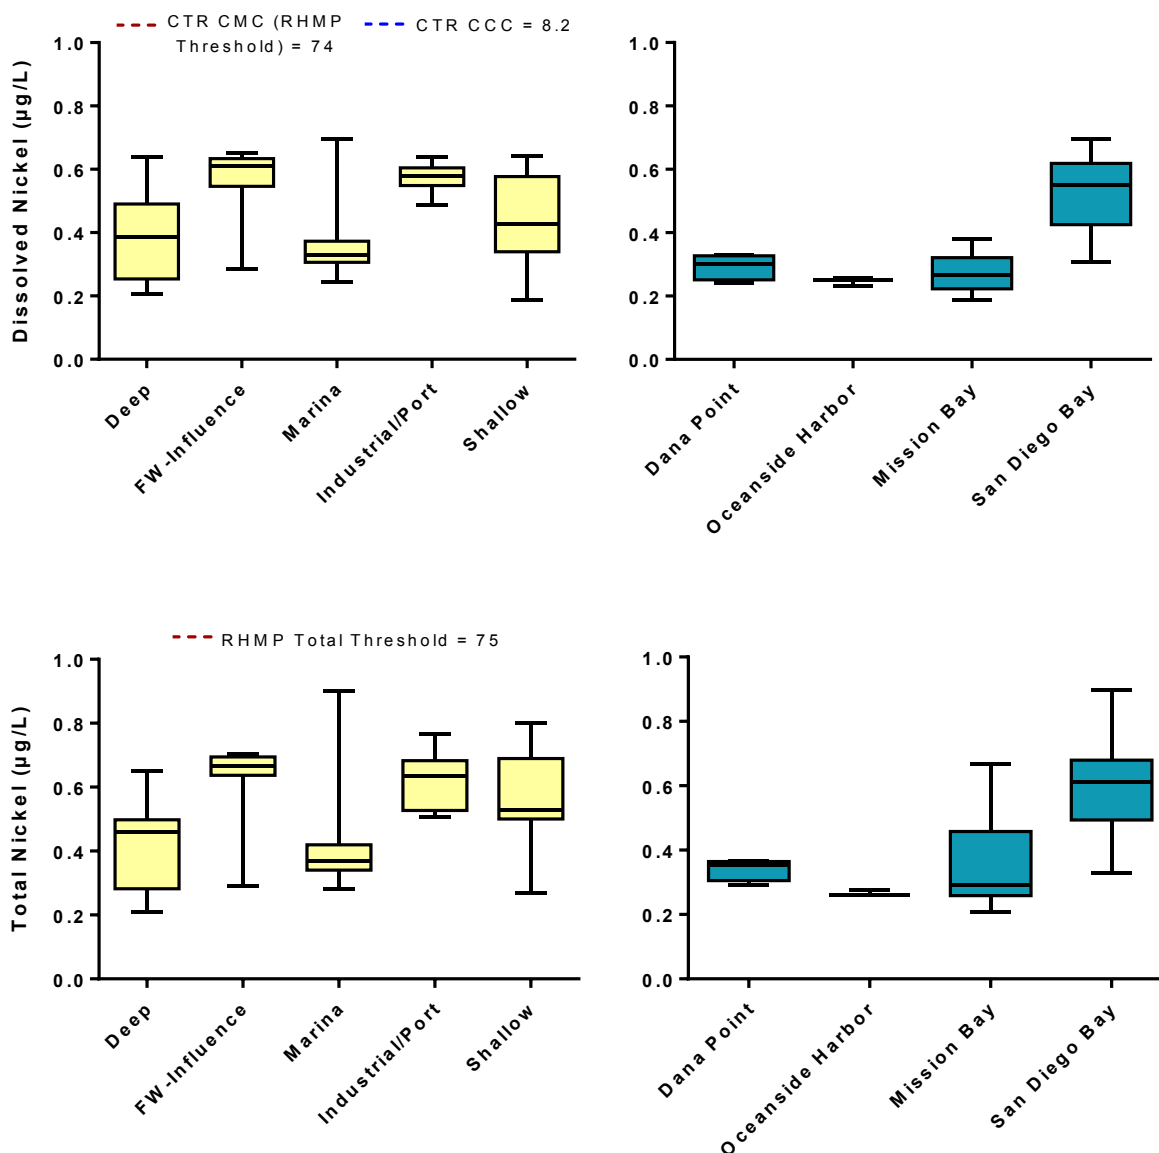 CTR CMC (RHMP Threshold) = 74
CTR CCC = 8.2
Dissolved Nickel (µg/L)
1.0
0.8
0.6
0.4
0.2
0.0
Deep
FW-Influence
Marina
Industrial/Port
Shallow
1.0
0.8
0.6
0.4
0.2
0.0
Dana Point
Oceanside Harbor
Mission Bay
San Diego Bay
RHMP Total Threshold = 75
Total Nickel (µg/L)
1.0
0.8
0.6
0.4
0.2
0.0
Deep
FW-Influence
Marina
Industrial/Port
Shallow
1.0
0.8
0.6
0.4
0.2
0.0
Dana Point
Oceanside Harbor
Mission Bay
San Diego Bay